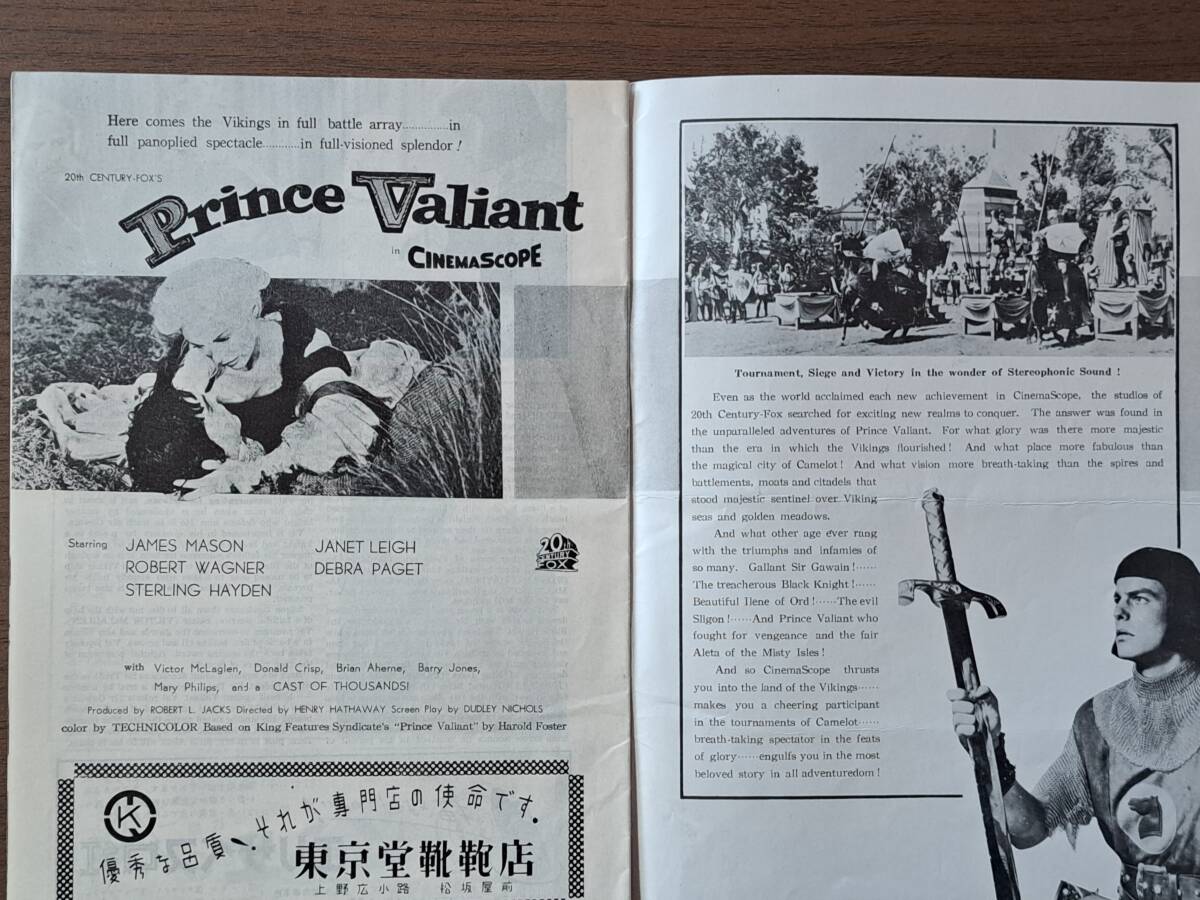 Here comes the Vikings in full battle array...............in
full panoplied spectacle............in full-visioned splendor!
20th CENTURY-FOX'S
Prince Valiant
in CINEMASCOPE
Starring JAMES MASON JANET LEIGH
ROBERT WAGNER DEBRA PAGET
STERLING HAYDEN
20th
CENTURY
FOX
with Victor McLaglen, Donald Crisp, Brian Aherne, Barry Jones,
Mary Philips, and a CAST OF THOUSANDS!
Produced by ROBERT L. JACKS Directed by HENRY HATHAWAY Screen Play by DUDLEY NICHOLS
color by TECHNICOLOR Based on King Features Syndicate's "Prince Valiant" by Harold Foster
K
優秀な品質、それが専門店の使命です。
東京堂靴鞄店
上野広小路 松坂屋前
Tournament, Siege and Victory in the wonder of Stereophonic Sound!
Even as the world acclaimed each new achievement in CinemaScope, the studios of
20th Century-Fox searched for exciting new realms to conquer. The answer was found in
the unparalleled adventures of Prince Valiant. For what glory was there more majestic
than the era in which the Vikings flourished! And what place more fabulous than
the magical city of Camelot! And what vision more breath-taking than the spires and
battlements, moats and citadels that
stood majestic sentinel over Viking
seas and golden meadows.
And what other age ever rang
with the triumphs and infamies of
so many. Gallant Sir Gawain!······
The treacherous Black Knight!······
Beautiful Ilene of Ord!······The evil
Sligon!······And Prince Valiant who
fought for vengeance and the fair
Aleta of the Misty Isles!
And so CinemaScope thrusts
you into the land of the Vikings······
makes you a cheering participant
in the tournaments of Camelot······
breath-taking spectator in the feats
of glory······engulfs you in the most
beloved story in all adventuredom!